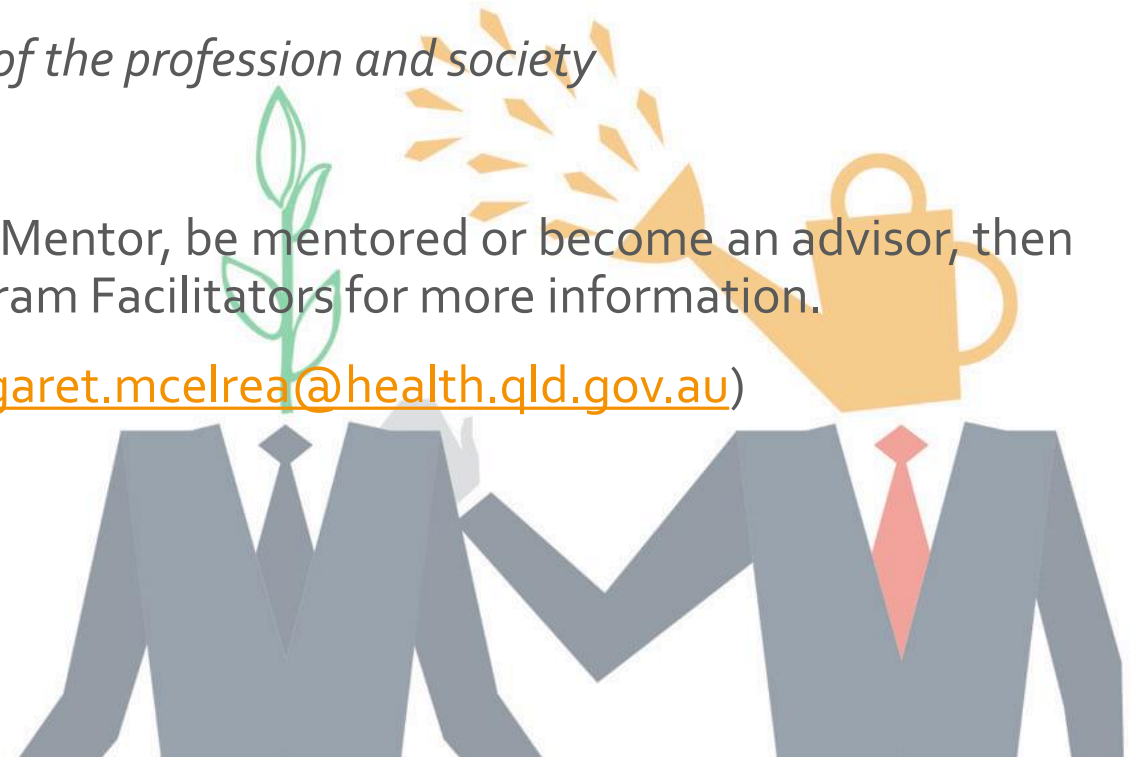 of the profession and society
Mentor, be mentored or become an advisor, then
ram Facilitators for more information.
garet.mcelrea@health.qld.gov.au)